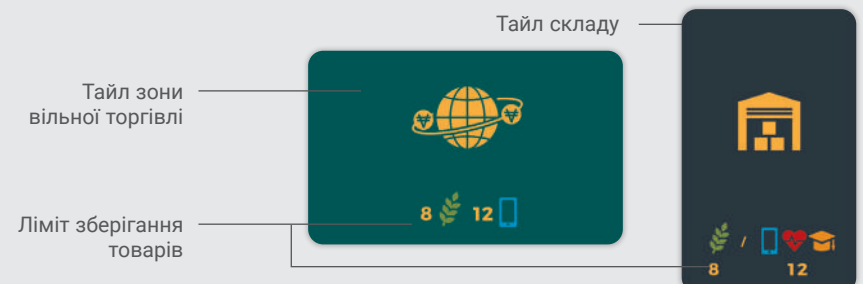 Тайл складу
Тайл зони
вільної торгівлі
8 12
Ліміт зберігання
товарів
/
8 12